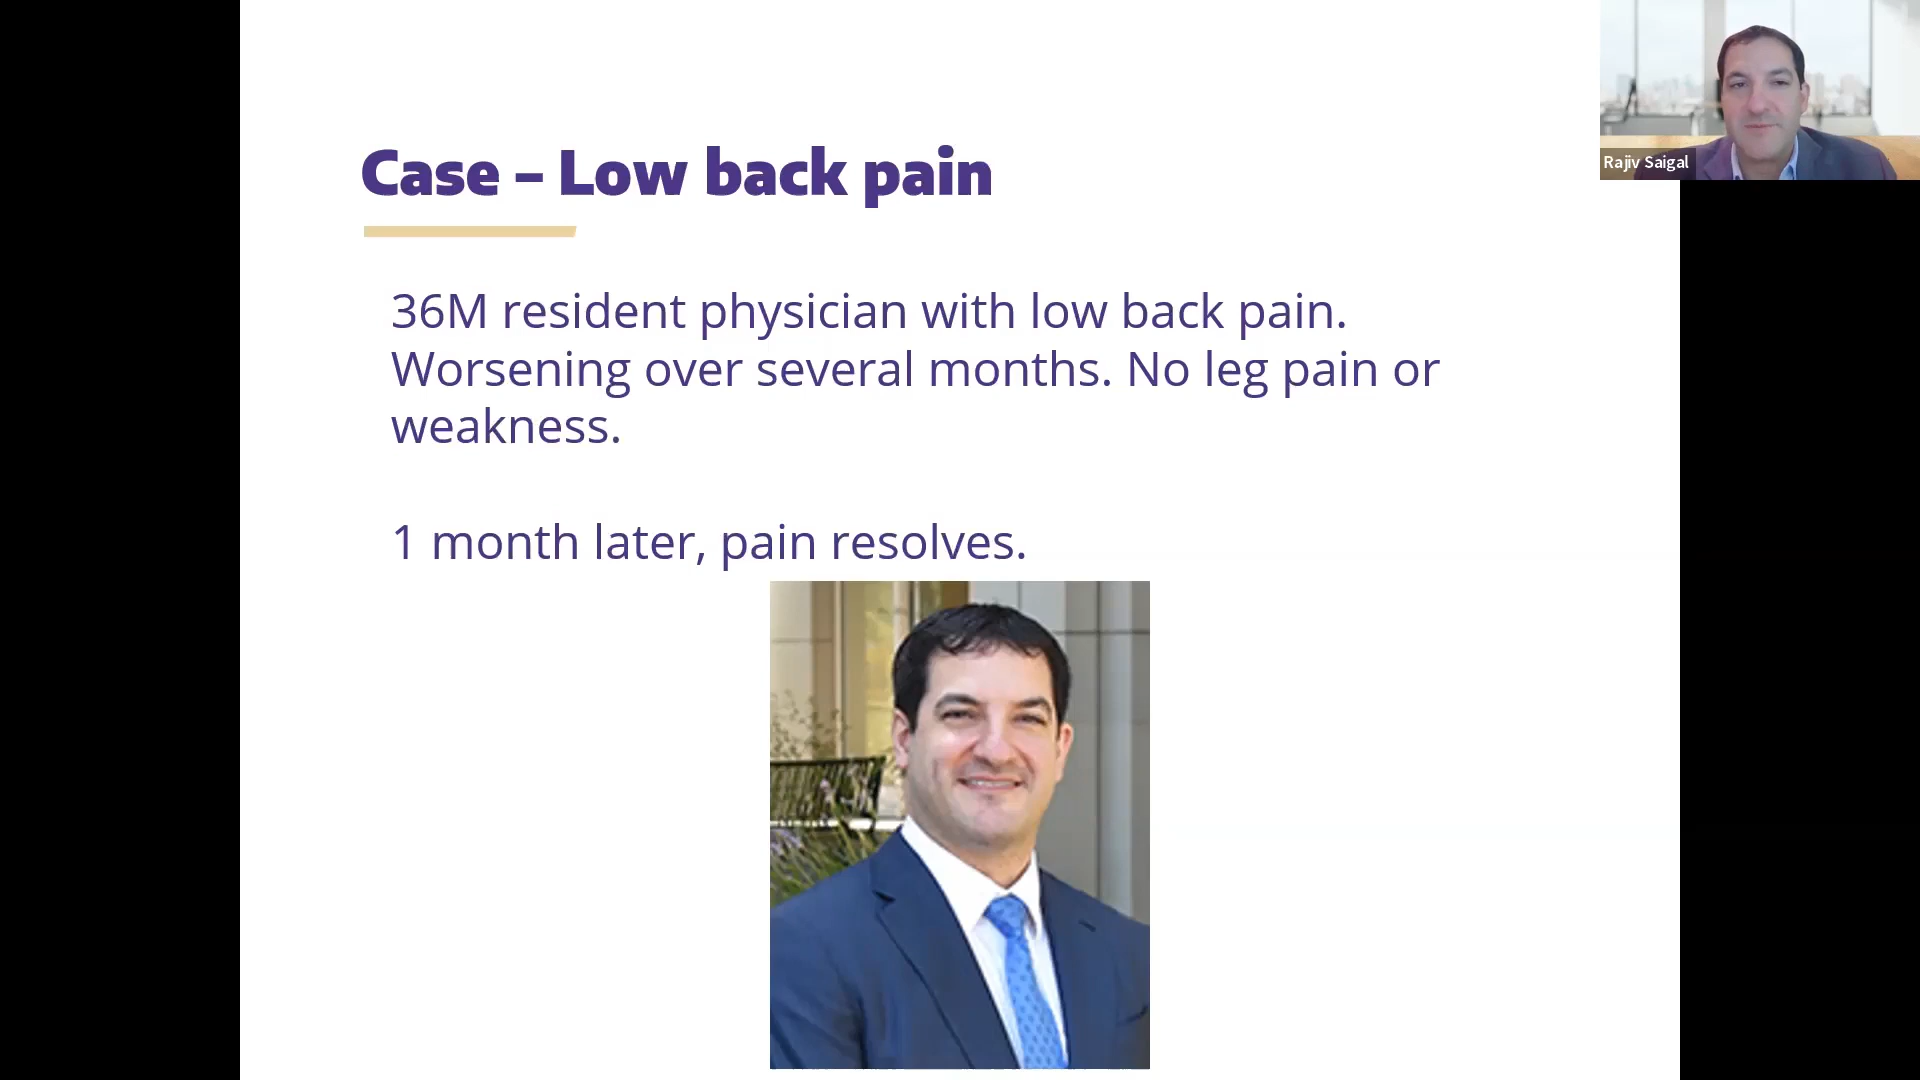 Case – Low back pain
Rajiv Saigal
36M resident physician with low back pain.
Worsening over several months. No leg pain or
weakness.
1 month later, pain resolves.